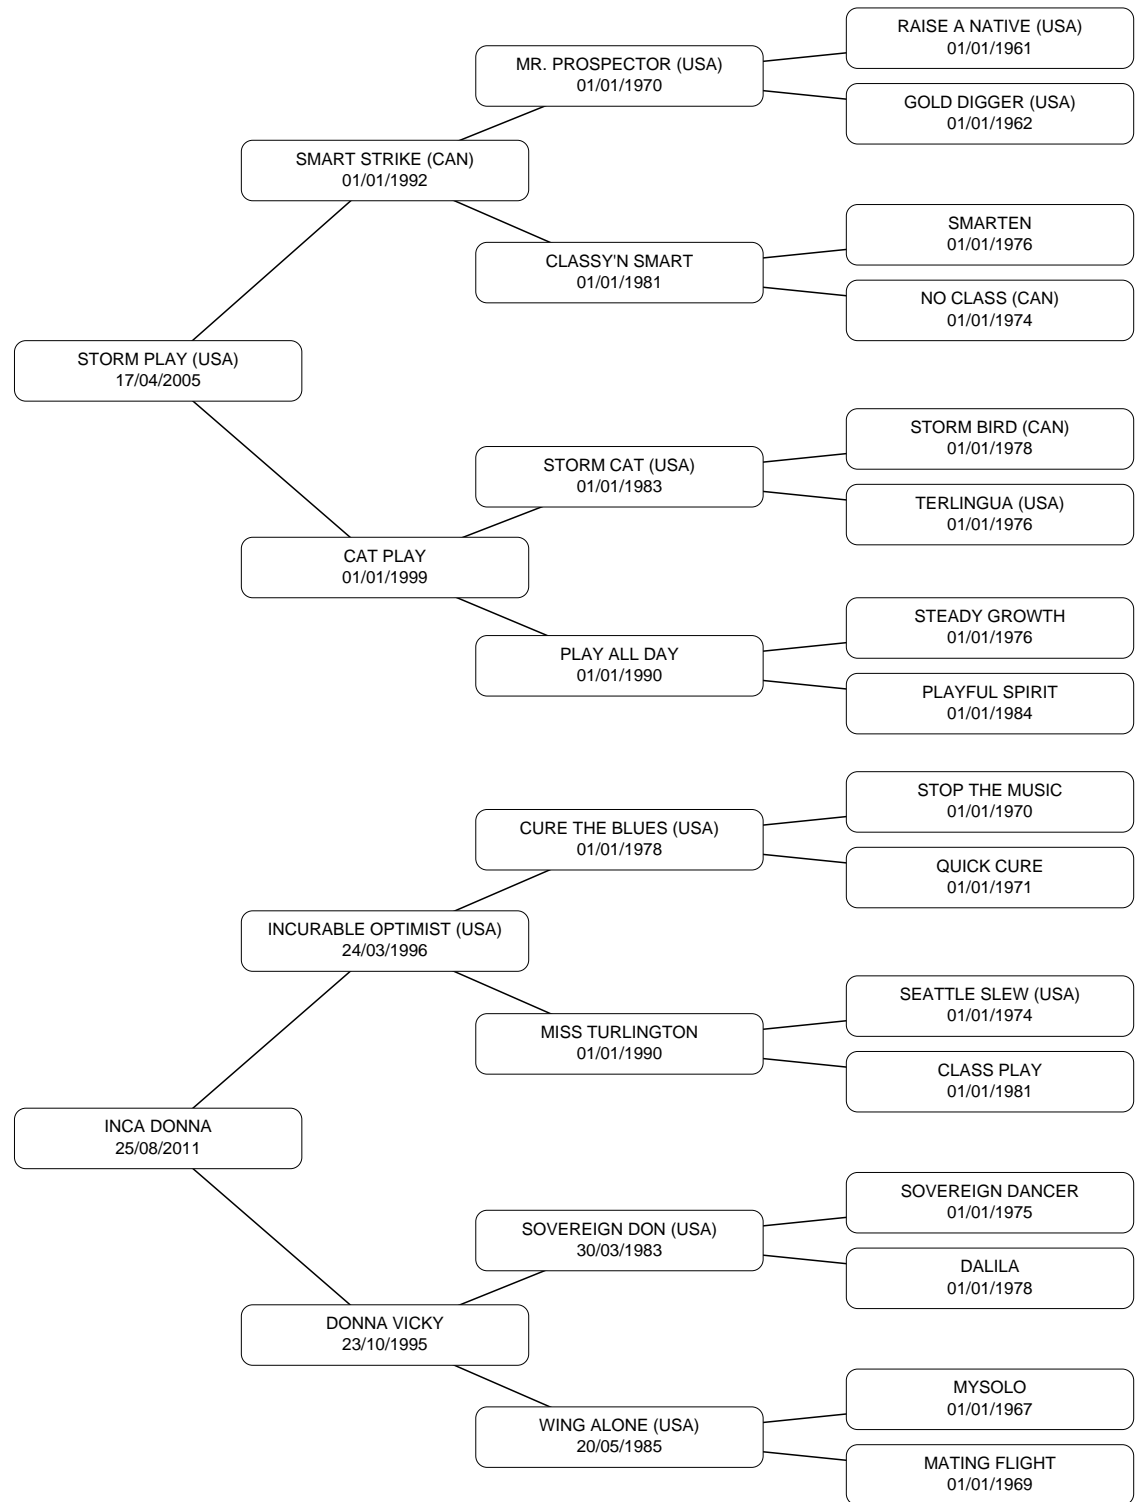 RAISE A NATIVE (USA)
01/01/1961
MR. PROSPECTOR (USA)
01/01/1970
GOLD DIGGER (USA)
01/01/1962
SMART STRIKE (CAN)
01/01/1992
SMARTEN
01/01/1976
CLASSY'N SMART
01/01/1981
NO CLASS (CAN)
01/01/1974
STORM PLAY (USA)
17/04/2005
STORM BIRD (CAN)
01/01/1978
STORM CAT (USA)
01/01/1983
TERLINGUA (USA)
01/01/1976
CAT PLAY
01/01/1999
STEADY GROWTH
01/01/1976
PLAY ALL DAY
01/01/1990
PLAYFUL SPIRIT
01/01/1984
STOP THE MUSIC
01/01/1970
CURE THE BLUES (USA)
01/01/1978
QUICK CURE
01/01/1971
INCURABLE OPTIMIST (USA)
24/03/1996
SEATTLE SLEW (USA)
01/01/1974
MISS TURLINGTON
01/01/1990
CLASS PLAY
01/01/1981
INCA DONNA
25/08/2011
SOVEREIGN DANCER
01/01/1975
SOVEREIGN DON (USA)
30/03/1983
DALILA
01/01/1978
DONNA VICKY
23/10/1995
MYSOLO
01/01/1967
WING ALONE (USA)
20/05/1985
MATING FLIGHT
01/01/1969